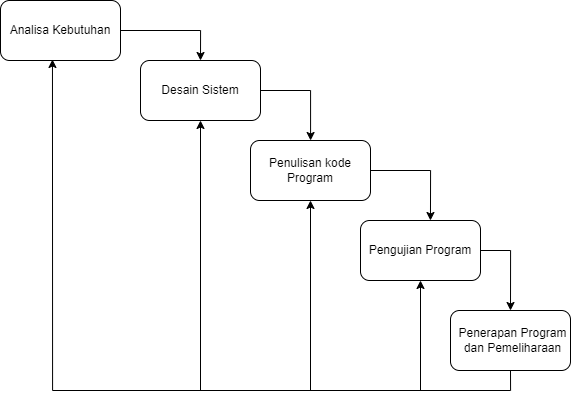 Analisa Kebutuhan
Desain Sistem
Penulisan kode
Program
Pengujian Program
Penerapan Program
dan Pemeliharaan